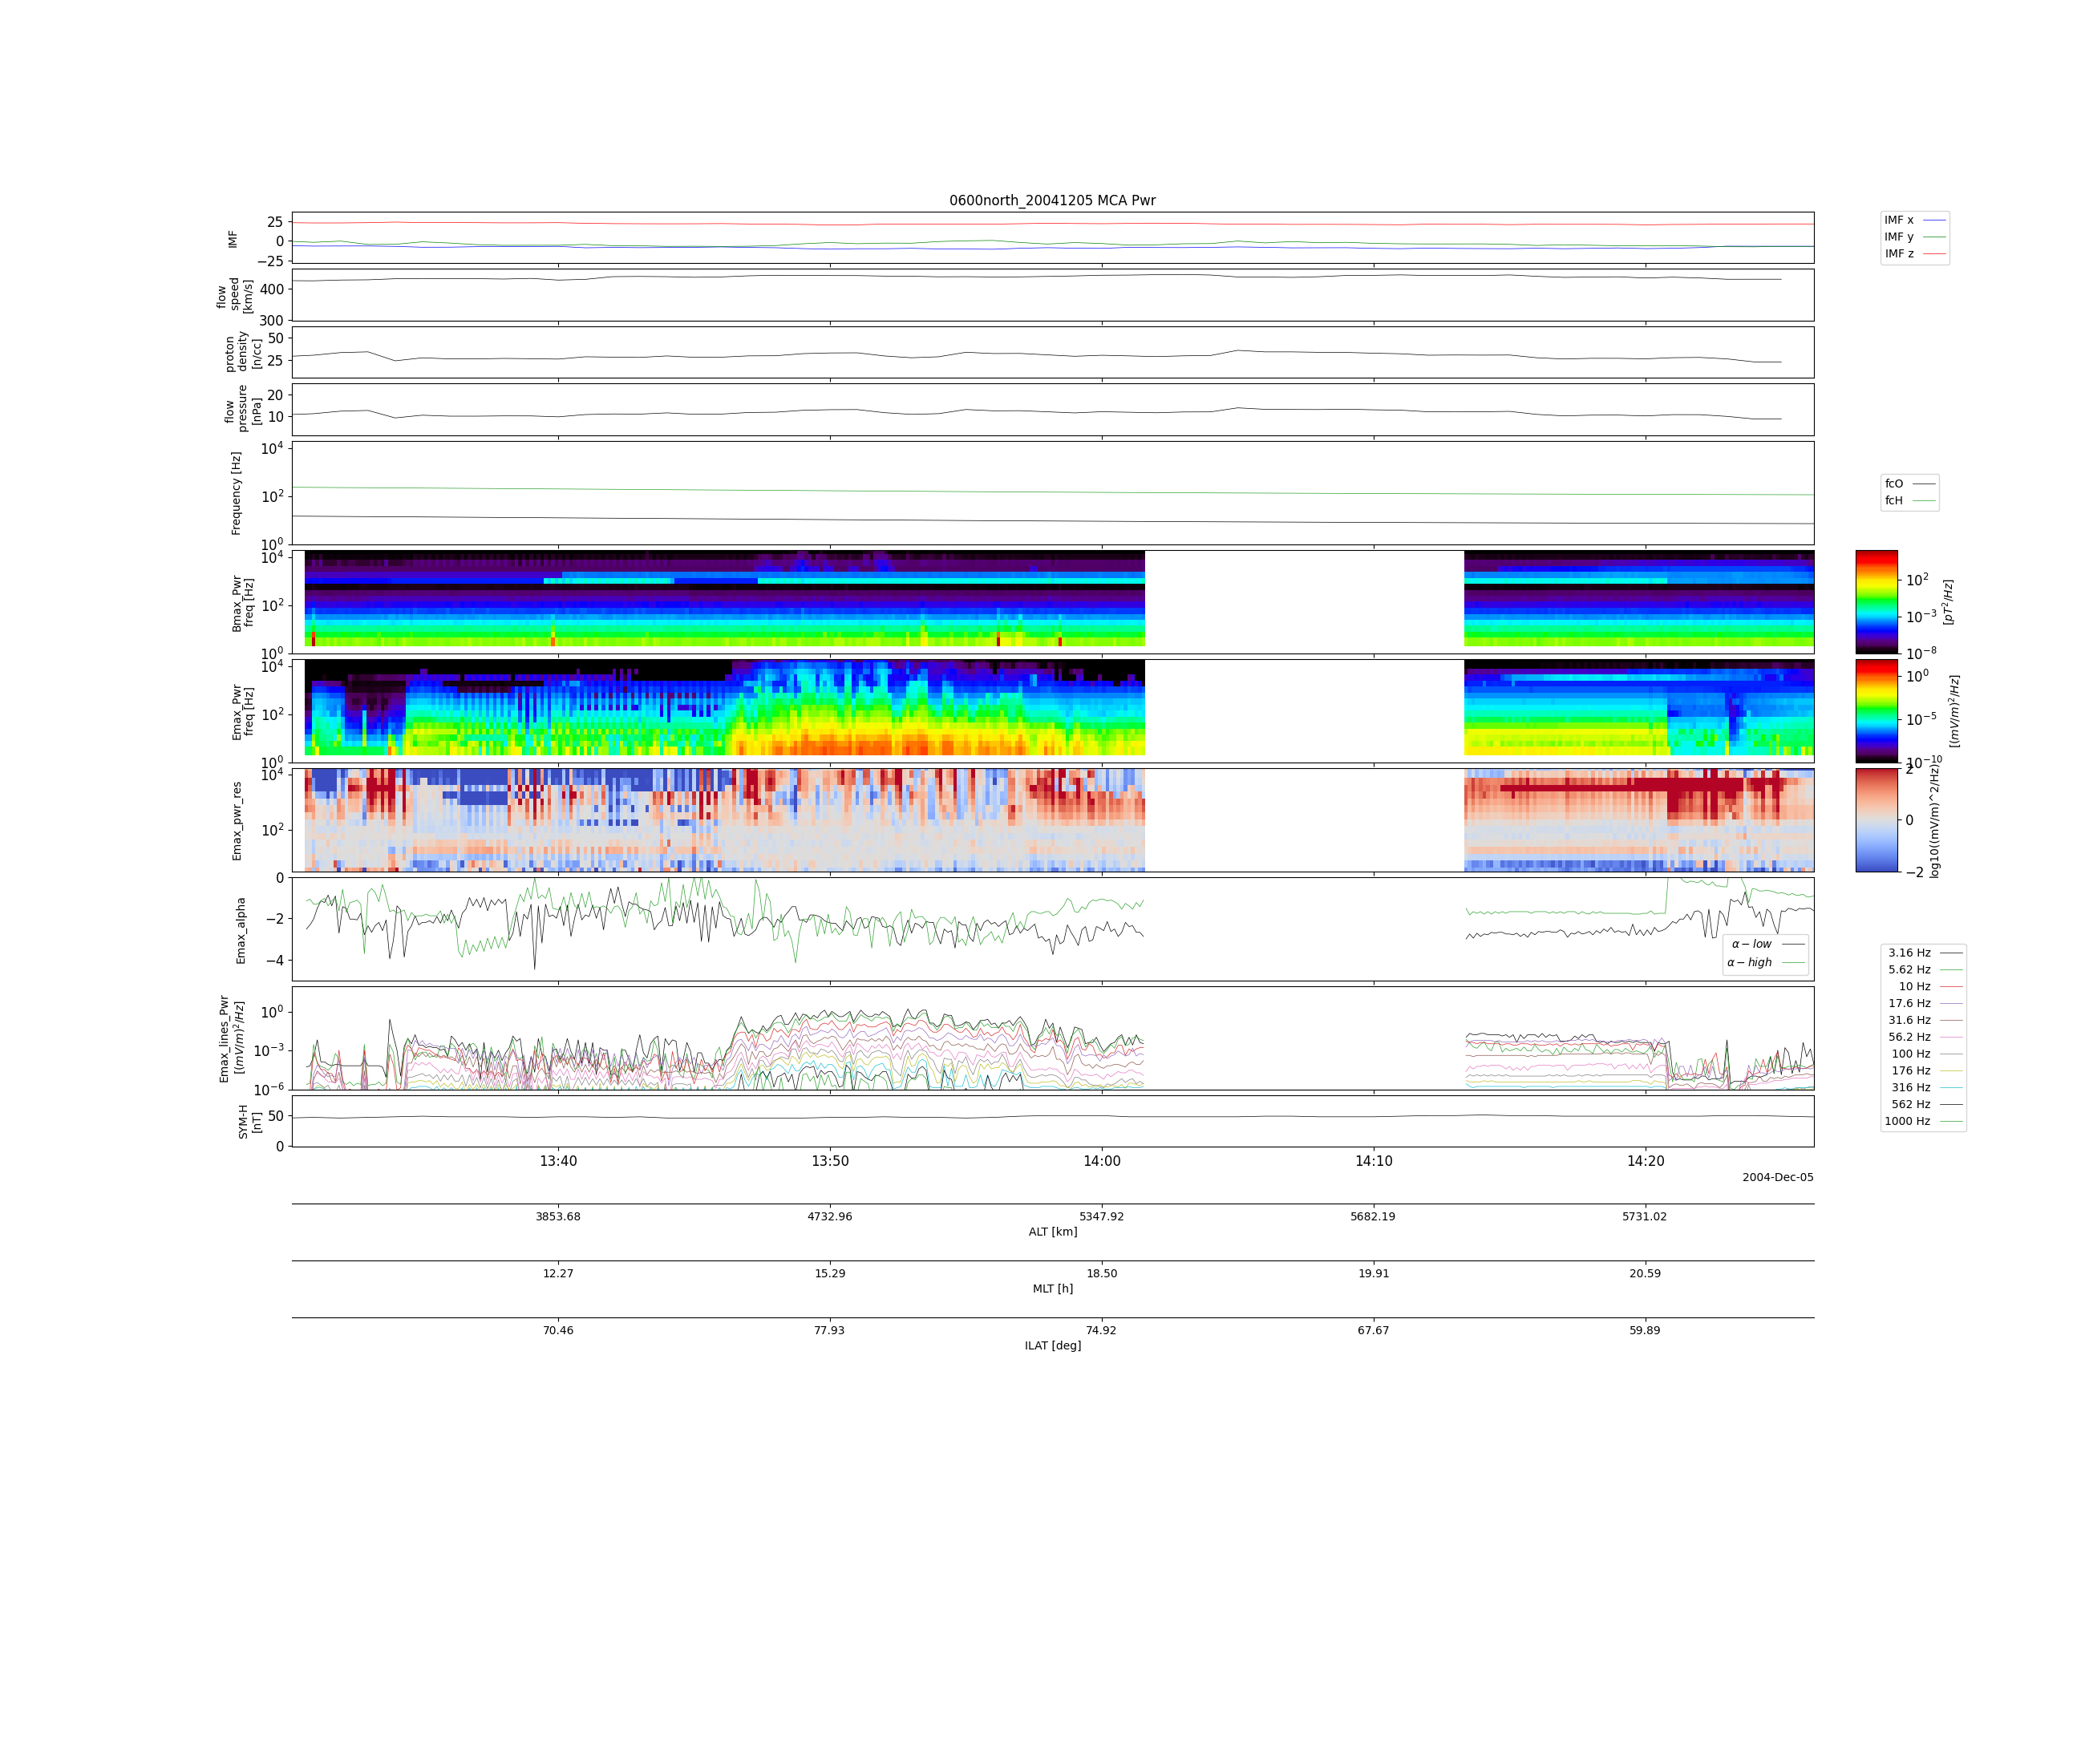 0600north_20041205 MCA Pwr
IMF
25
0
−25
IMF x
IMF y
IMF z
flow
speed
[km/s]
400
300
proton
density
[n/cc]
50
25
flow
pressure
[nPa]
20
10
Frequency [Hz]
10^4
10^2
10^0
fcO
fcH
Bmax_Pwr
freq [Hz]
10^4
10^2
10^0
10^2
10^−3
10^−8
[pT^2/Hz]
Emax_Pwr
freq [Hz]
10^4
10^2
10^0
10^0
10^−5
10^−10
[(mV/m)^2/Hz]
Emax_pwr_res
10^4
10^2
2
0
−2
log10((mV/m)^2/Hz)
Emax_alpha
0
−2
−4
α − low
α − high
Emax_lines_Pwr
[(mV/m)^2/Hz]
10^0
10^−3
10^−6
3.16 Hz
5.62 Hz
10 Hz
17.6 Hz
31.6 Hz
56.2 Hz
100 Hz
176 Hz
316 Hz
562 Hz
1000 Hz
SYM-H
[nT]
50
0
13:40 13:50 14:00 14:10 14:20
2004-Dec-05
3853.68 4732.96 5347.92 5682.19 5731.02
ALT [km]
12.27 15.29 18.50 19.91 20.59
MLT [h]
70.46 77.93 74.92 67.67 59.89
ILAT [deg]